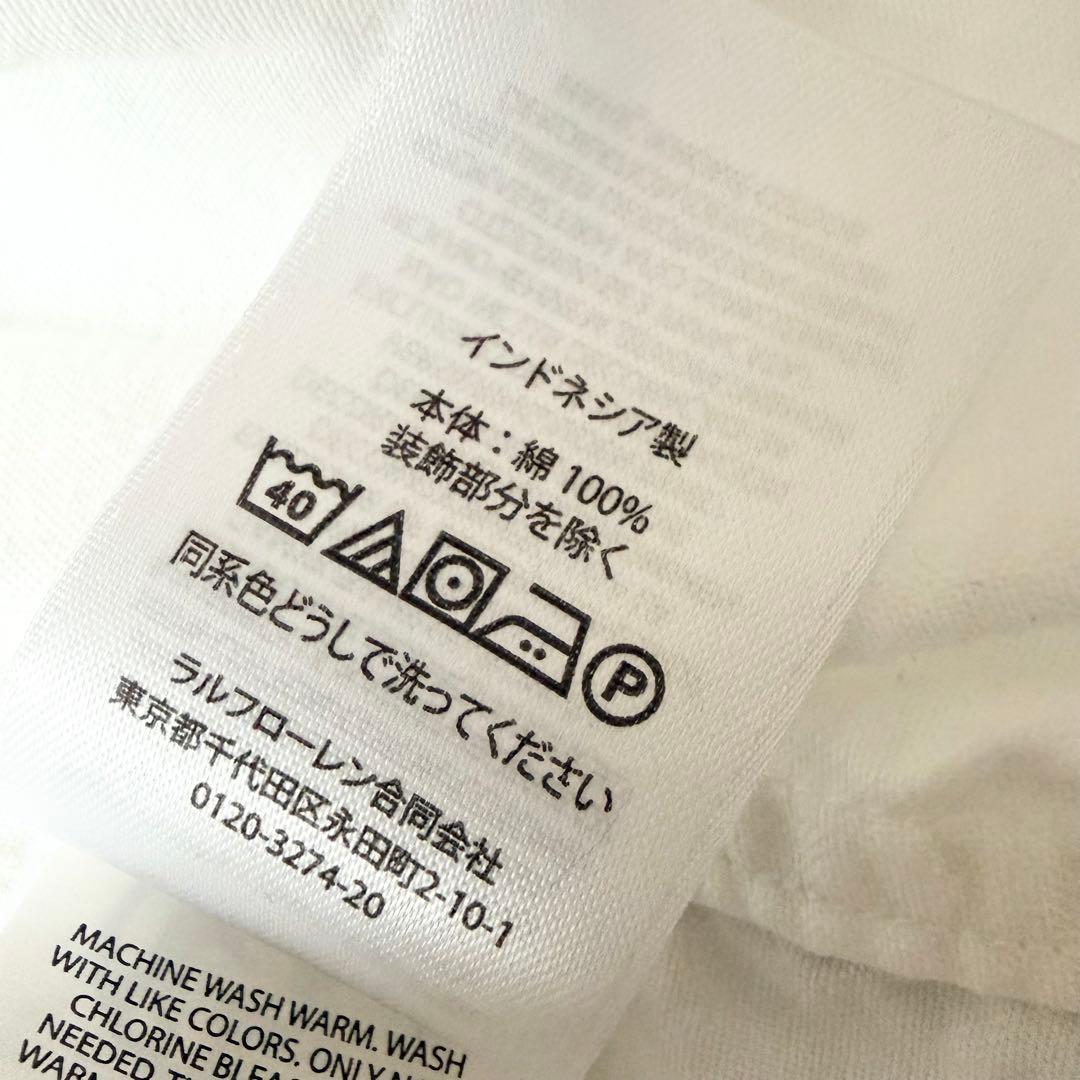 インドネシア製
本体：綿 100%
装飾部分を除く
40
P
同系色どうしで洗ってください
ラルフローレン合同会社
東京都千代田区永田町2-10-1
0120-3274-20
MACHINE WASH WARM. WASH
WITH LIKE COLORS. ONLY
CHLORINE
NEEDED.